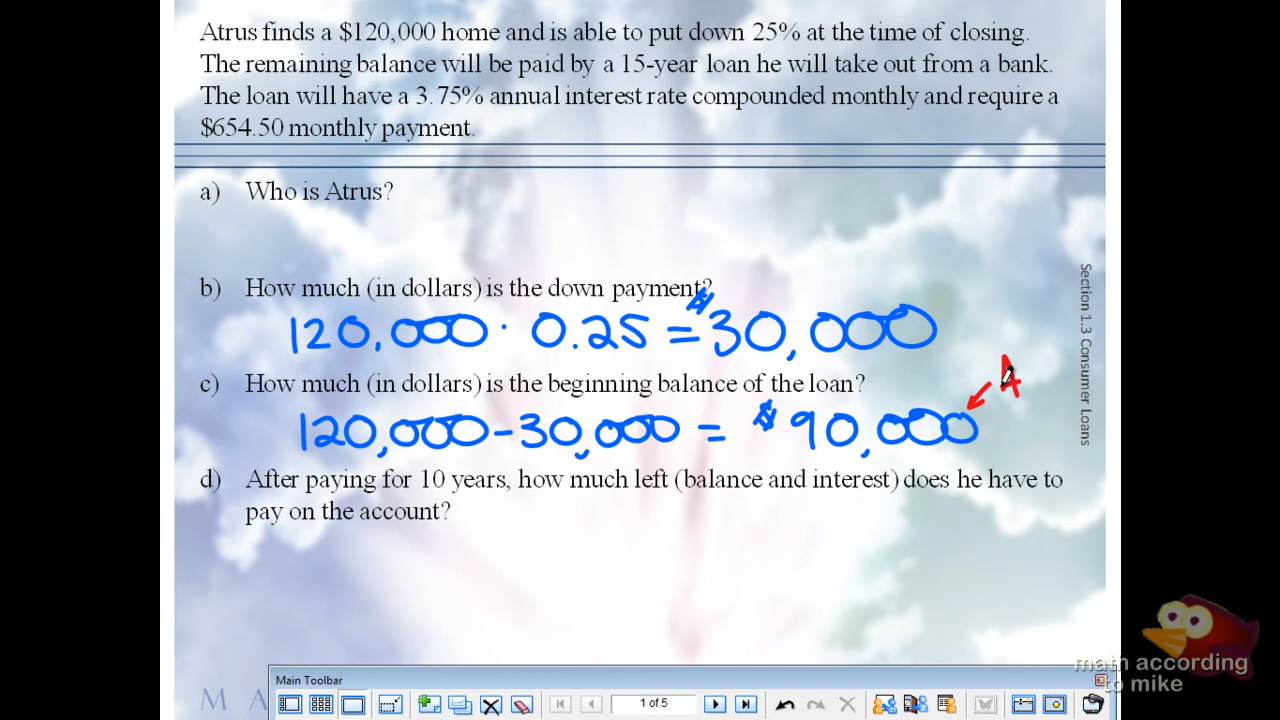 Atrus finds a $120,000 home and is able to put down 25% at the time of closing.
The remaining balance will be paid by a 15-year loan he will take out from a bank.
The loan will have a 3.75% annual interest rate compounded monthly and require a
$654.50 monthly payment.
a) Who is Atrus?
b) How much (in dollars) is the down payment?
120,000 · 0.25 = $30,000
c) How much (in dollars) is the beginning balance of the loan?
A
120,000-30,000 = $90,000
d) After paying for 10 years, how much left (balance and interest) does he have to
pay on the account?
Section 1.3 Consumer Loans
math according
to mike
M A
Main Toolbar
1 of 5